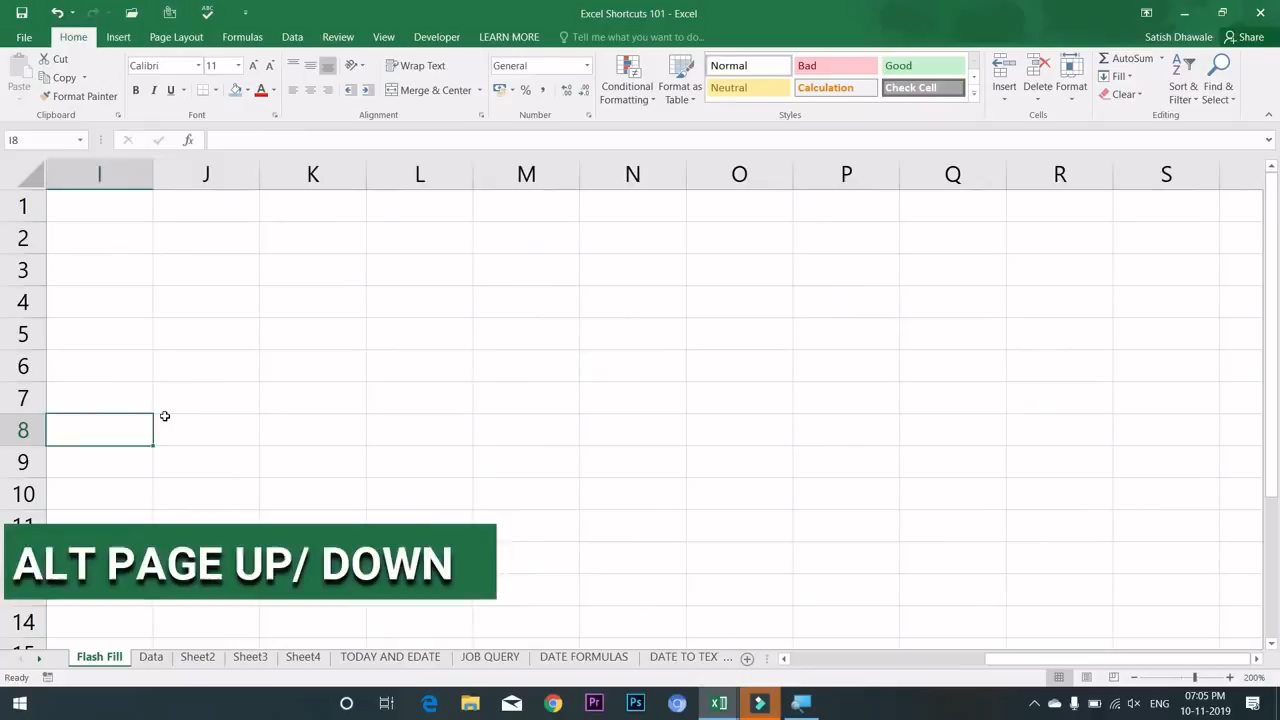 Excel Shortcuts 101 - Excel
File Home Insert Page Layout Formulas Data Review View Developer LEARN MORE Tell me what you want to do... Satish Dhawale Share
Paste
Cut
Copy
Format Painter
Clipboard
Calibri 11
B I U
Font
Wrap Text
Merge & Center
Alignment
General
% ,
Number
Conditional Formatting
Format as Table
Normal Bad Good
Neutral Calculation Check Cell
Styles
Insert Delete Format
Cells
AutoSum
Fill
Clear
Sort & Filter
Find & Select
Editing
I8 fx
I J K L M N O P Q R S
1
2
3
4
5
6
7
8
9
10
11
ALT PAGE UP/ DOWN
14
15
Flash Fill Data Sheet2 Sheet3 Sheet4 TODAY AND EDATE JOB QUERY DATE FORMULAS DATE TO TEX ...
Ready 200%
ENG 07:05 PM
10-11-2019